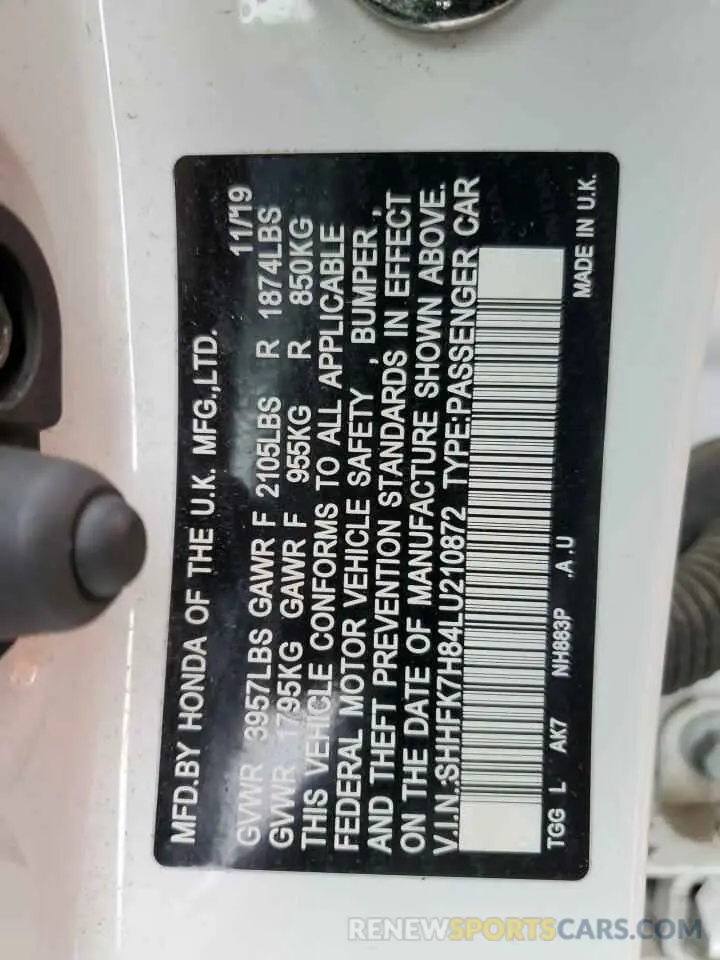 MFD.BY HONDA OF THE U.K. MFG.,LTD. 11/19
GVWR 3957LBS GAWR F 2105LBS R 1874LBS
GVWR 1795KG GAWR F 955KG R 850KG
THIS VEHICLE CONFORMS TO ALL APPLICABLE
FEDERAL MOTOR VEHICLE SAFETY , BUMPER ,
AND THEFT PREVENTION STANDARDS IN EFFECT
ON THE DATE OF MANUFACTURE SHOWN ABOVE.
V.I.N.:SHHFK7H84LU210872 TYPE:PASSENGER CAR
TGG L AK7 NH883P .A .U MADE IN U.K.
RENEWSPORTSCARS.COM